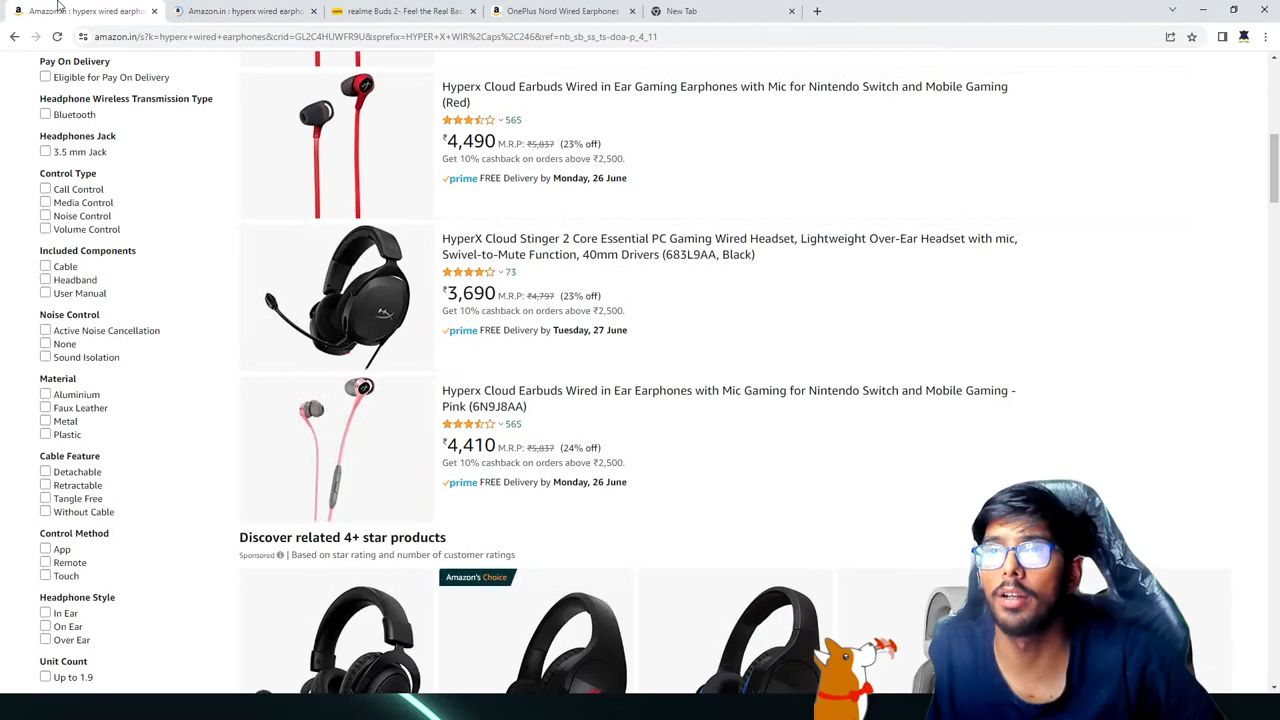 Amazon.in : hyperx wired earph
Amazon.in : hyper wired earpho
realme Buds 2- Feel the Real Bas
OnePlus Nord Wired Earphones
New Tab
amazon.in/s?k=hyperx+wired+earphones&crid=GL2C4HUWFR9U&sprefix=HYPER+X+WIR%2Caps%2C246&ref=nb_sb_ss_ts-doa-p_4_11
Pay On Delivery
Eligible for Pay On Delivery
Headphone Wireless Transmission Type
Bluetooth
Headphones Jack
3.5 mm Jack
Control Type
Call Control
Media Control
Noise Control
Volume Control
Included Components
Cable
Headband
User Manual
Noise Control
Active Noise Cancellation
None
Sound Isolation
Material
Aluminium
Faux Leather
Metal
Plastic
Cable Feature
Detachable
Retractable
Tangle Free
Without Cable
Control Method
App
Remote
Touch
Headphone Style
In Ear
On Ear
Over Ear
Unit Count
Up to 1.9
Hyperx Cloud Earbuds Wired in Ear Gaming Earphones with Mic for Nintendo Switch and Mobile Gaming
(Red)
565
₹4,490 M.R.P: ₹5,837 (23% off)
Get 10% cashback on orders above ₹2,500.
prime FREE Delivery by Monday, 26 June
HyperX Cloud Stinger 2 Core Essential PC Gaming Wired Headset, Lightweight Over-Ear Headset with mic,
Swivel-to-Mute Function, 40mm Drivers (683L9AA, Black)
73
₹3,690 M.R.P: ₹4,797 (23% off)
Get 10% cashback on orders above ₹2,500.
prime FREE Delivery by Tuesday, 27 June
Hyperx Cloud Earbuds Wired in Ear Earphones with Mic Gaming for Nintendo Switch and Mobile Gaming -
Pink (6N9J8AA)
565
₹4,410 M.R.P: ₹5,837 (24% off)
Get 10% cashback on orders above ₹2,500.
prime FREE Delivery by Monday, 26 June
Discover related 4+ star products
Sponsored | Based on star rating and number of customer ratings
Amazon's Choice